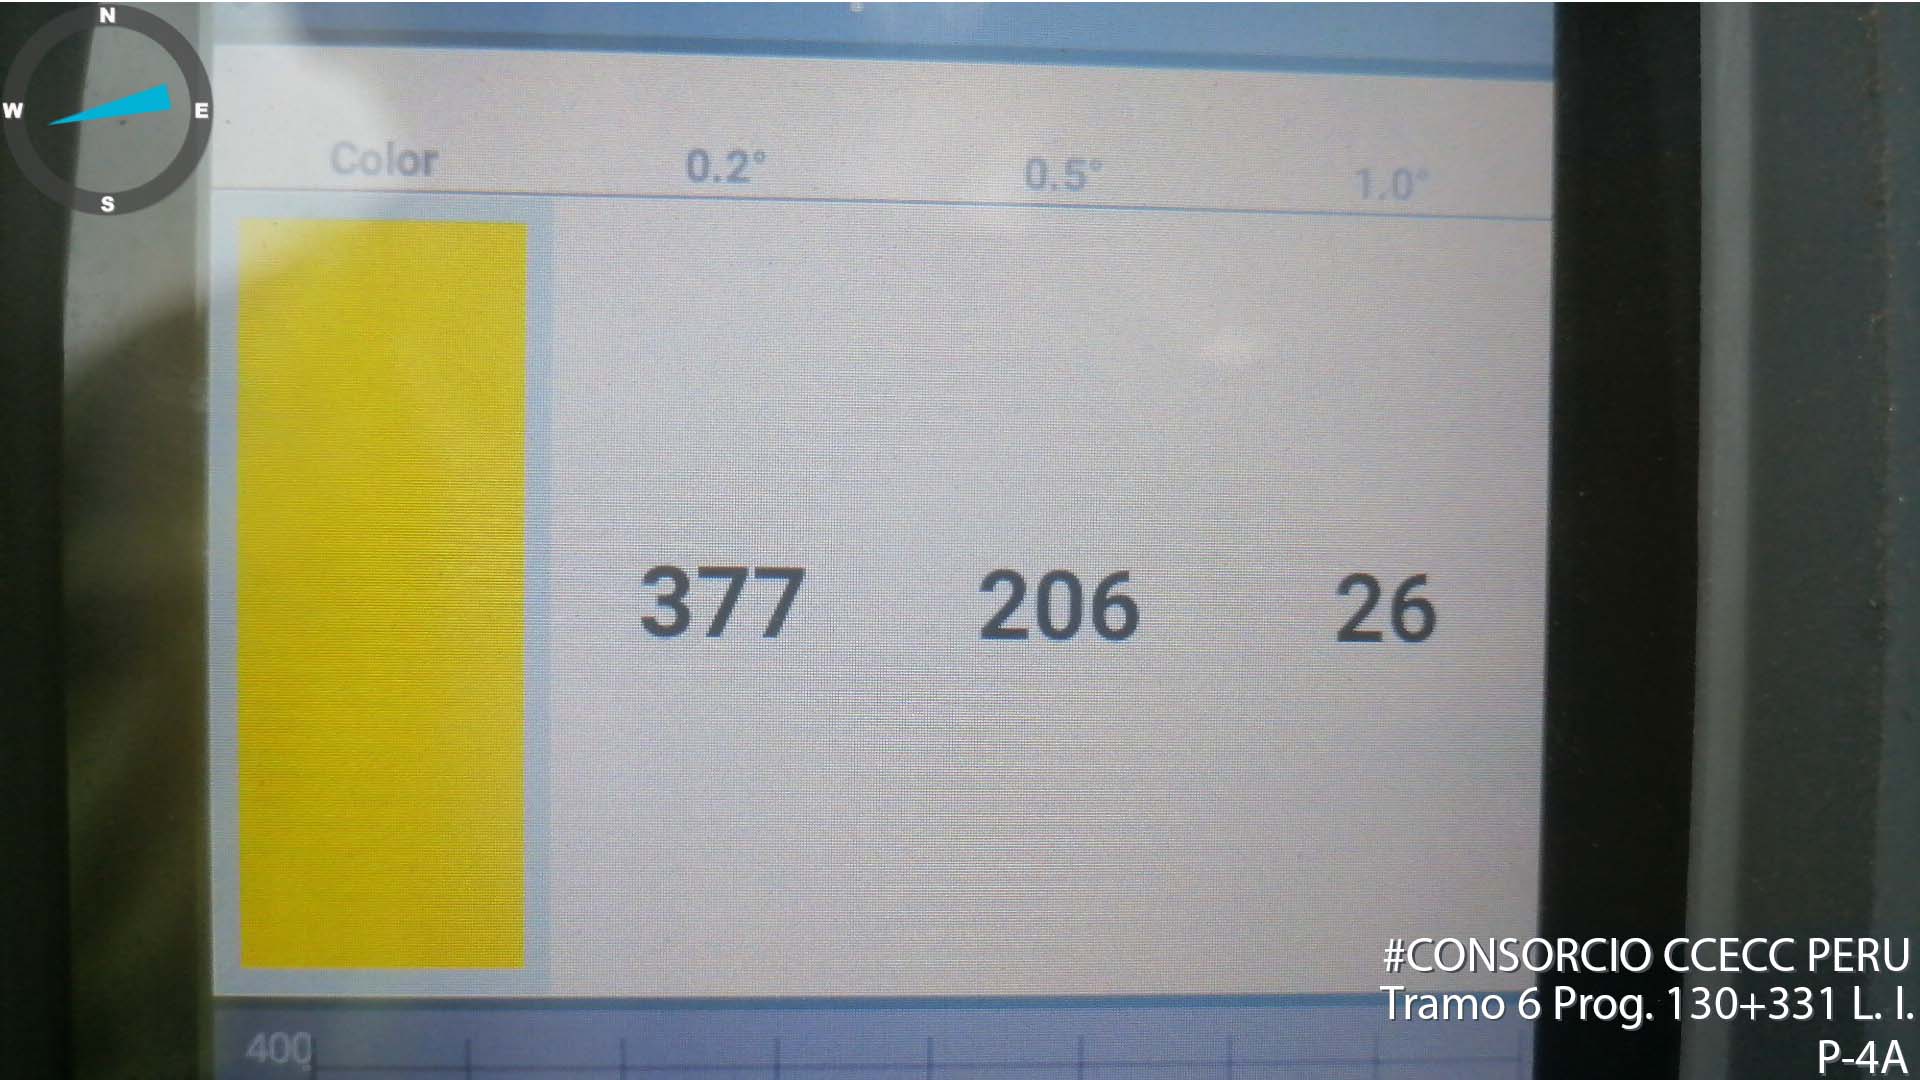 N
W E
S
Color 0.2° 0.5° 1.0°
377 206 26
400
#CONSORCIO CCECC PERU
Tramo 6 Prog. 130+331 L. I.
P-4A